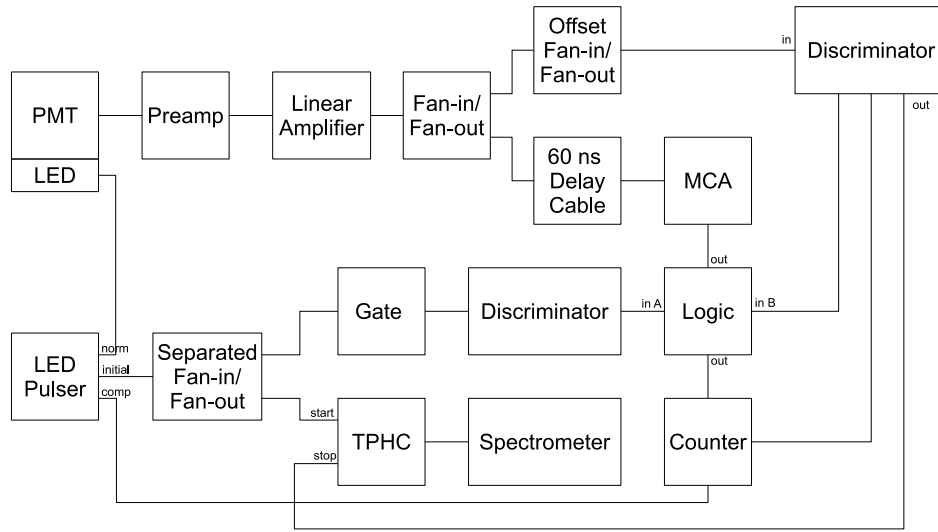 Offset
Fan-in/
Fan-out
in
Discriminator
out
PMT
LED
Preamp
Linear
Amplifier
Fan-in/
Fan-out
60 ns
Delay
Cable
MCA
out
Gate
Discriminator
in A
Logic
in B
out
LED
Pulser
norm
initial
comp
Separated
Fan-in/
Fan-out
start
stop
TPHC
Spectrometer
Counter